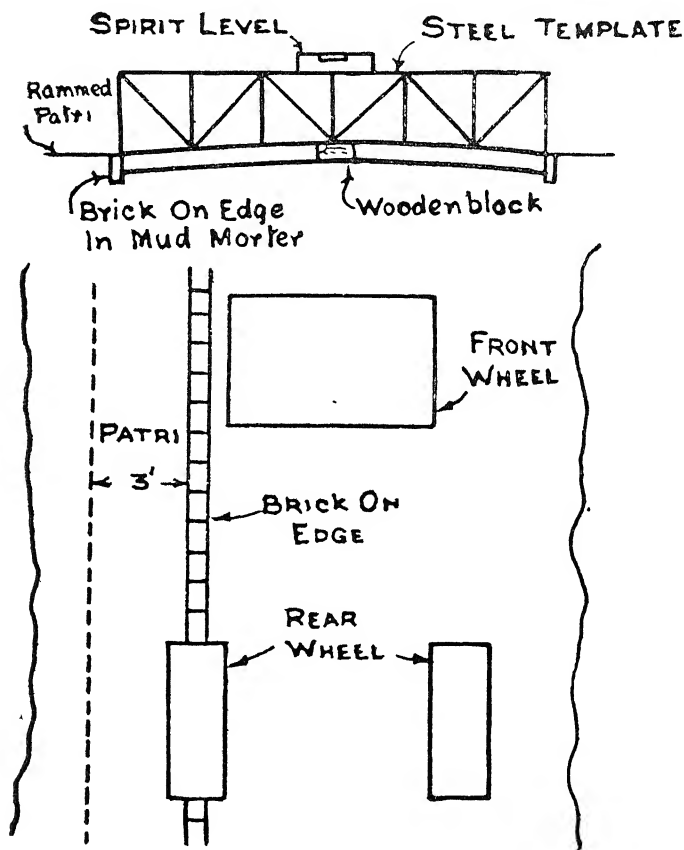 SPIRIT LEVEL
STEEL TEMPLATE
Rammed
Patri
Brick On Edge
In Mud Morter
Woodenblock
FRONT
WHEEL
PATRI
3'
BRICK ON
EDGE
REAR
WHEEL